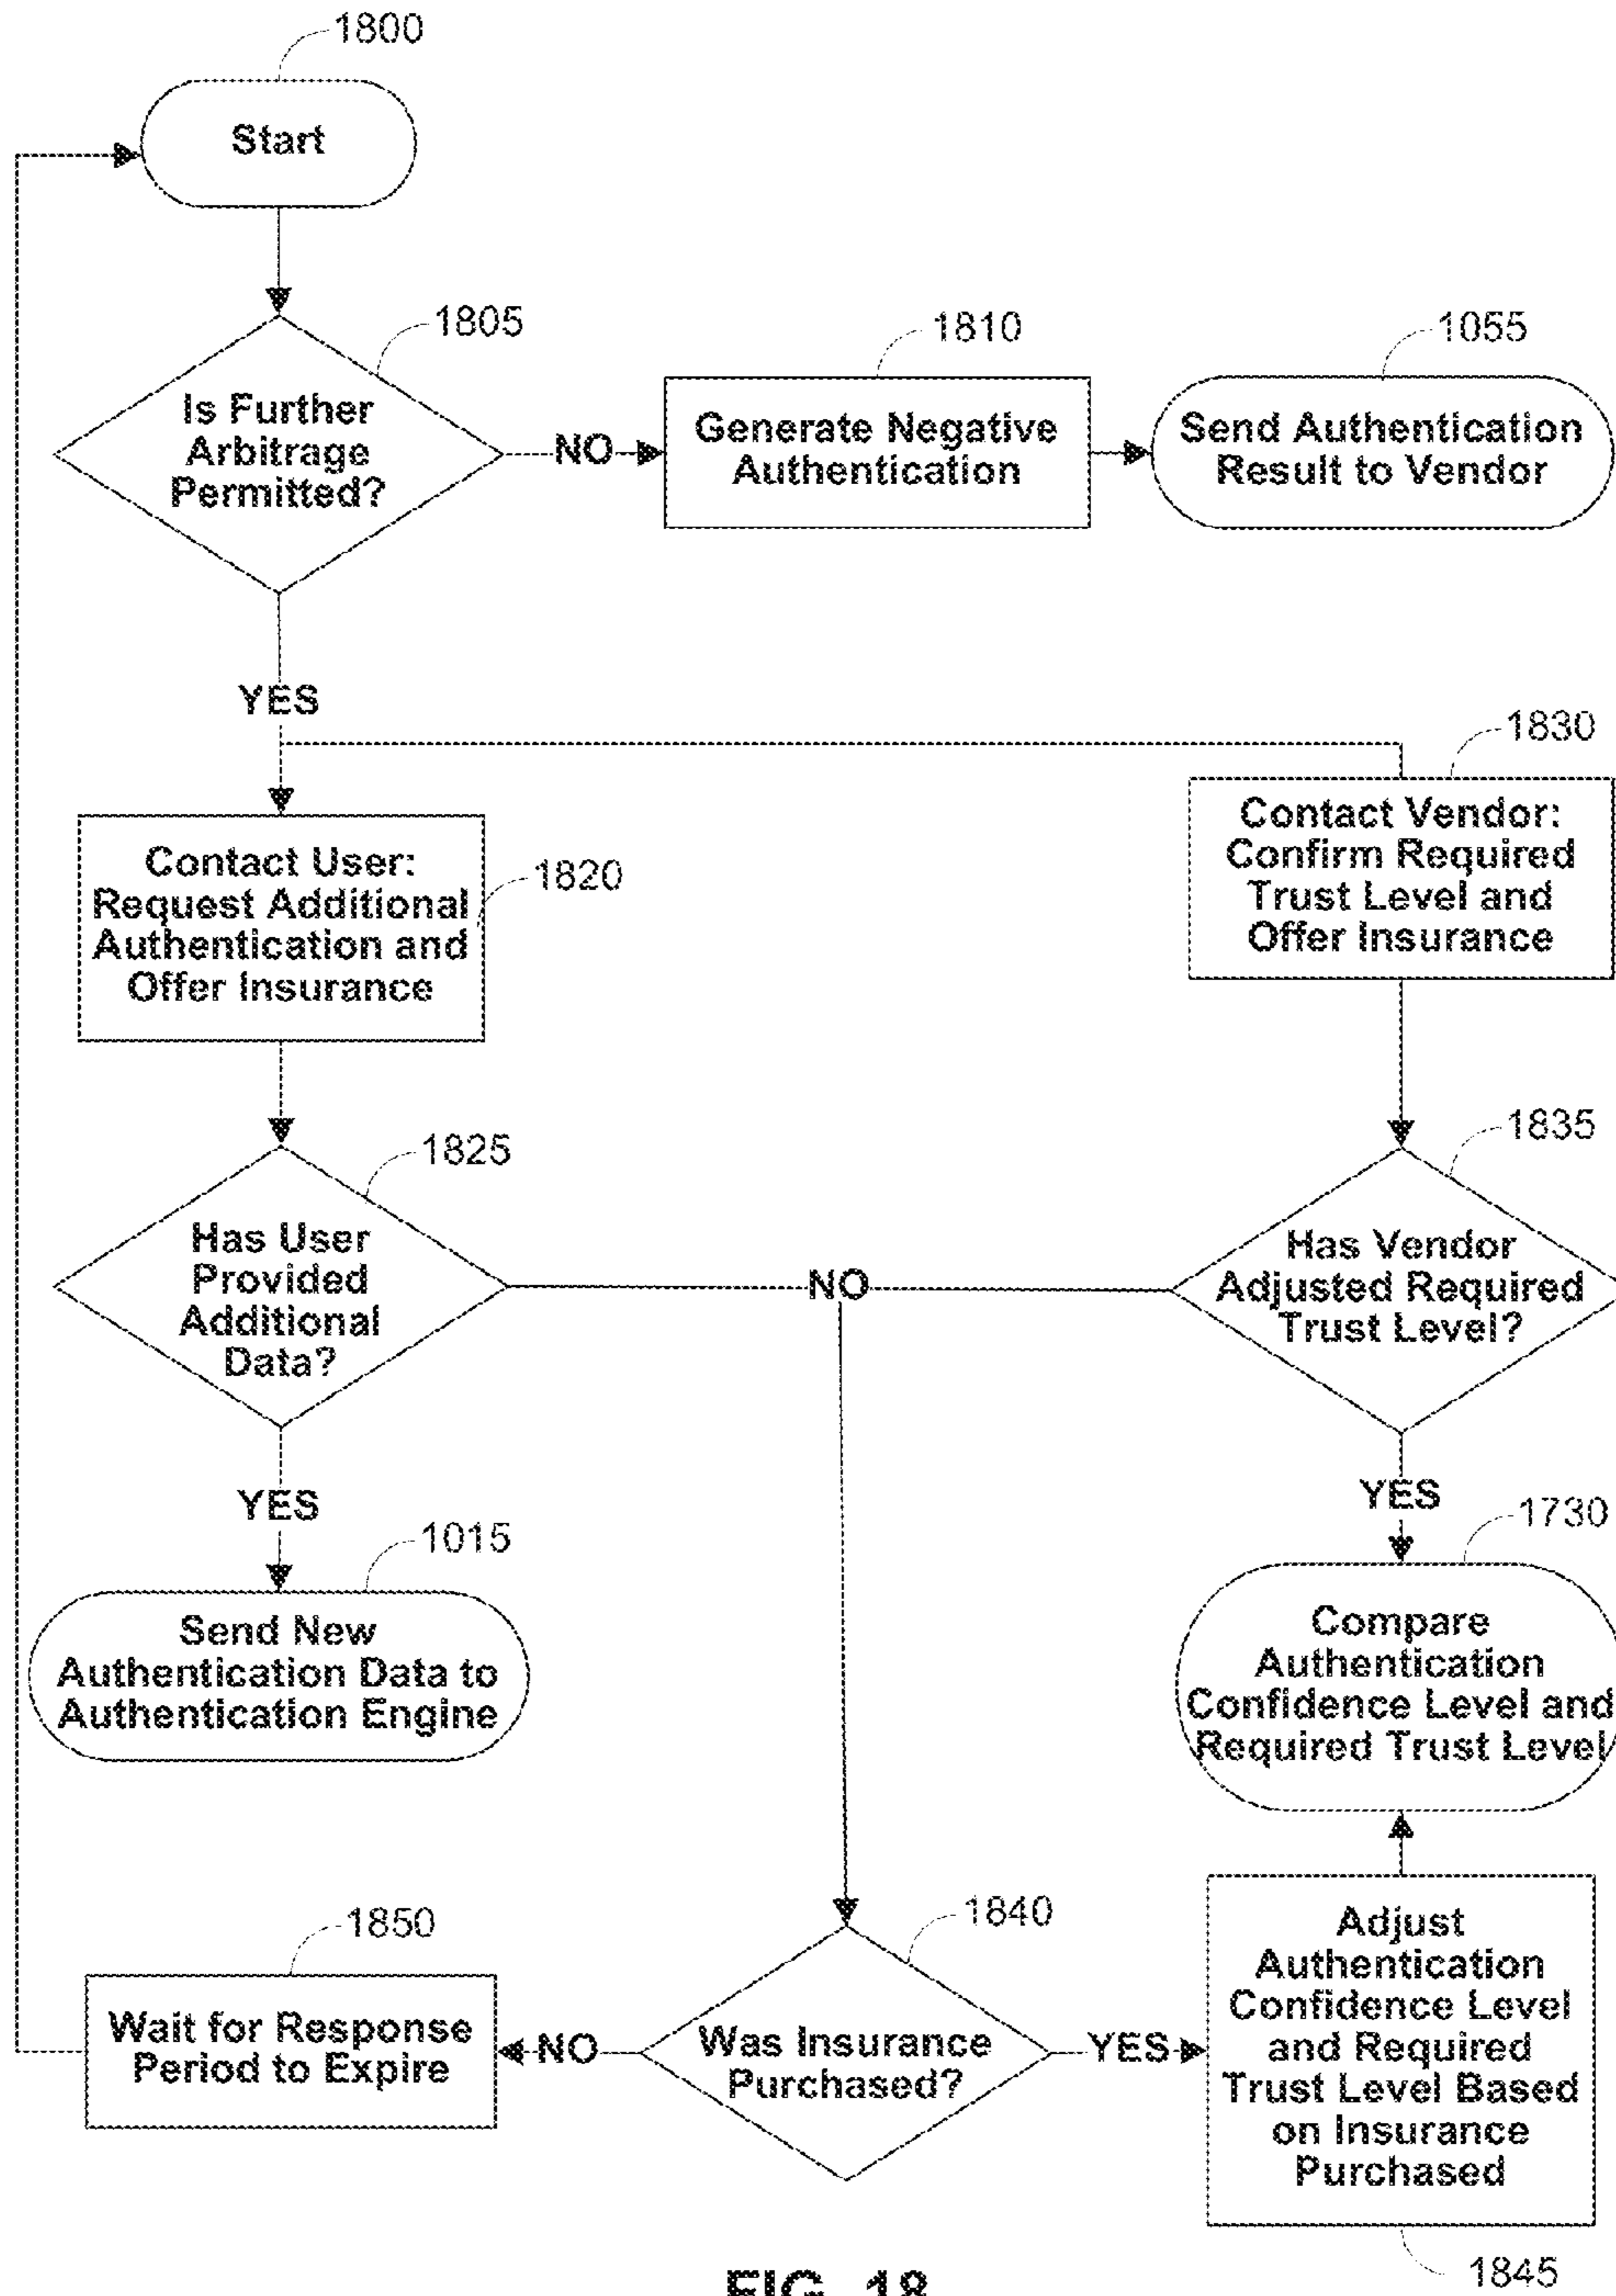 1800
Start
1805
Is Further
Arbitrage
Permitted?
NO
1810
Generate Negative
Authentication
1055
Send Authentication
Result to Vendor
YES
1830
Contact Vendor:
Confirm Required
Trust Level and
Offer Insurance
Contact User:
Request Additional
Authentication and
Offer Insurance
1820
1825
Has User
Provided
Additional
Data?
NO
1835
Has Vendor
Adjusted Required
Trust Level?
YES
YES
1015
Send New
Authentication Data to
Authentication Engine
1730
Compare
Authentication
Confidence Level and
Required Trust Level
1850
Wait for Response
Period to Expire
NO
1840
Was Insurance
Purchased?
YES
Adjust
Authentication
Confidence Level
and Required
Trust Level Based
on Insurance
Purchased
1845
FIG. 18